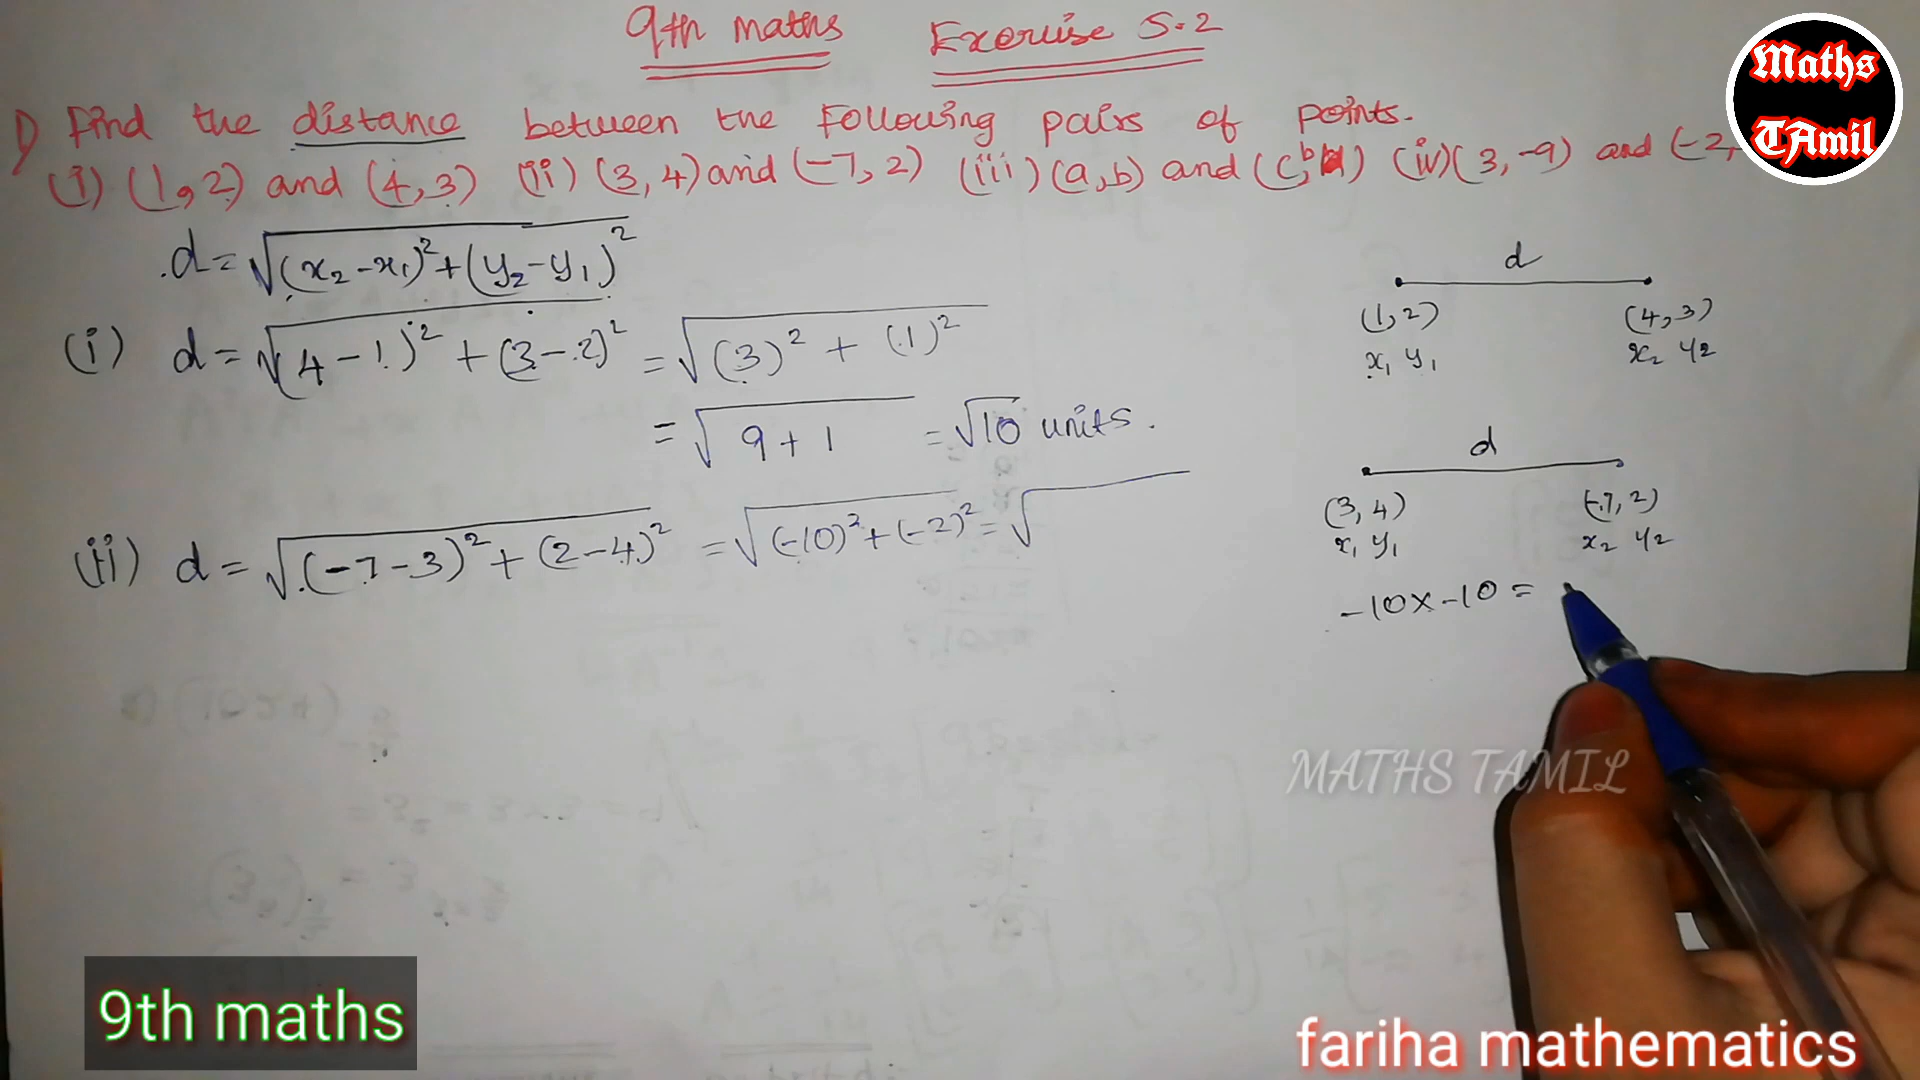 9th maths Exercise 5.2
Maths
TAmil
1) Find the distance between the following pairs of points.
(i) (1, 2) and (4, 3) (ii) (3, 4) and (-7, 2) (iii) (a, b) and (c, b) (iv) (3, -9) and (-2,
d = √(x₂ - x₁)² + (y₂ - y₁)²
d
(1, 2) (4, 3)
x₁ y₁ x₂ y₂
(i) d = √(4 - 1)² + (3 - 2)² = √(3)² + (1)²
= √9 + 1 = √10 units.
d
(3, 4) (-7, 2)
x₁ y₁ x₂ y₂
(ii) d = √(-7 - 3)² + (2 - 4)² = √(-10)² + (-2)² = √
-10 x -10 =
MATHS TAMIL
9th maths
fariha mathematics